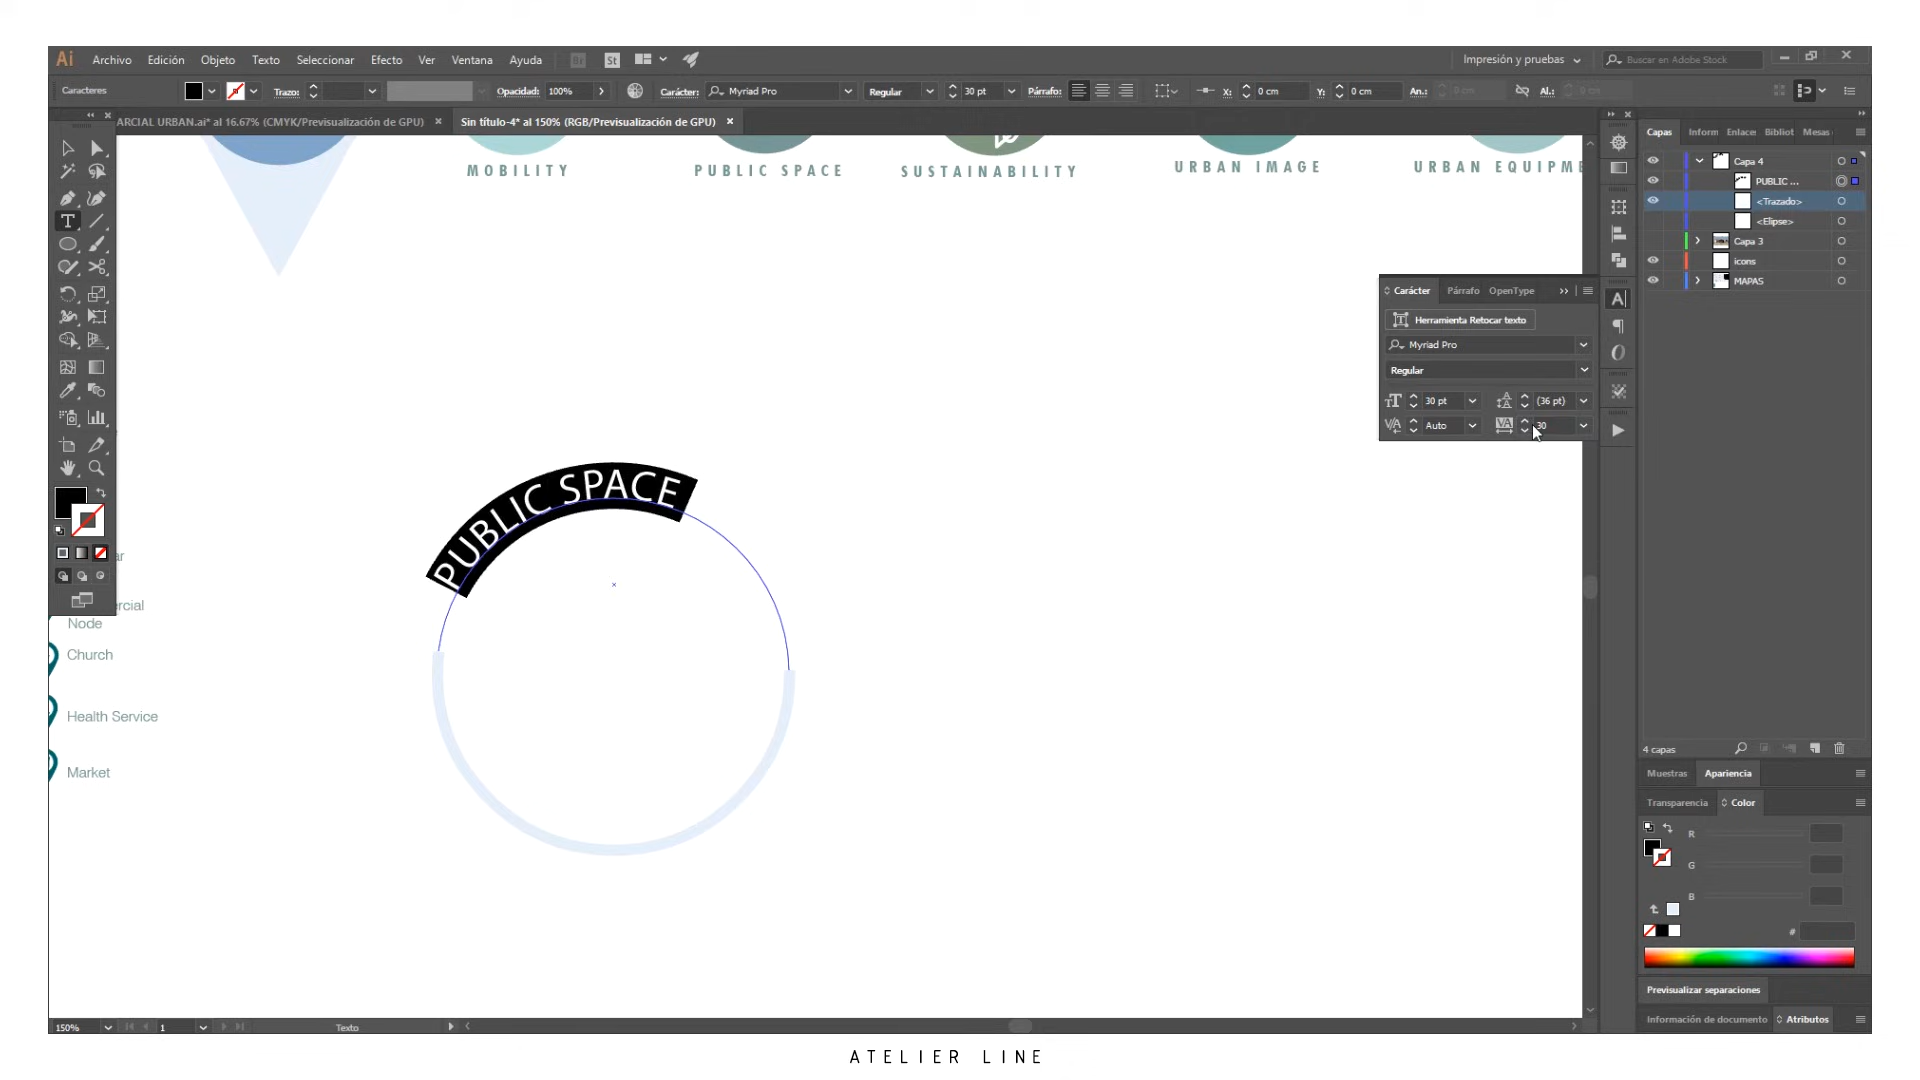 Ai Archivo Edición Objeto Texto Seleccionar Efecto Ver Ventana Ayuda Br St Impresión y pruebas Buscar en Adobe Stock
Caracteres Trazo: Opacidad: 100% Carácter: Myriad Pro Regular 30 pt Párrafo: X: 0 cm Y: 0 cm An.: Al.:
ARCIAL URBAN.ai* al 16.67% (CMYK/Previsualización de GPU) Sin título-4* al 150% (RGB/Previsualización de GPU)
MOBILITY
PUBLIC SPACE
SUSTAINABILITY
URBAN IMAGE
URBAN EQUIPME
Capas Inform Enlace Bibliot Mesas
Capa 4
PUBLIC ...
<Trazado>
<Elipse>
Capa 3
icons
MAPAS
Carácter Párrafo OpenType
Herramienta Retocar texto
Myriad Pro
Regular
30 pt (36 pt)
Auto 30
PUBLIC SPACE
ar
ercial
Node
Church
Health Service
Market
4 capas
Muestras Apariencia
Transparencia Color
R
G
B
#
Previsualizar separaciones
Información de documento Atributos
150% 1 Texto
ATELIER LINE